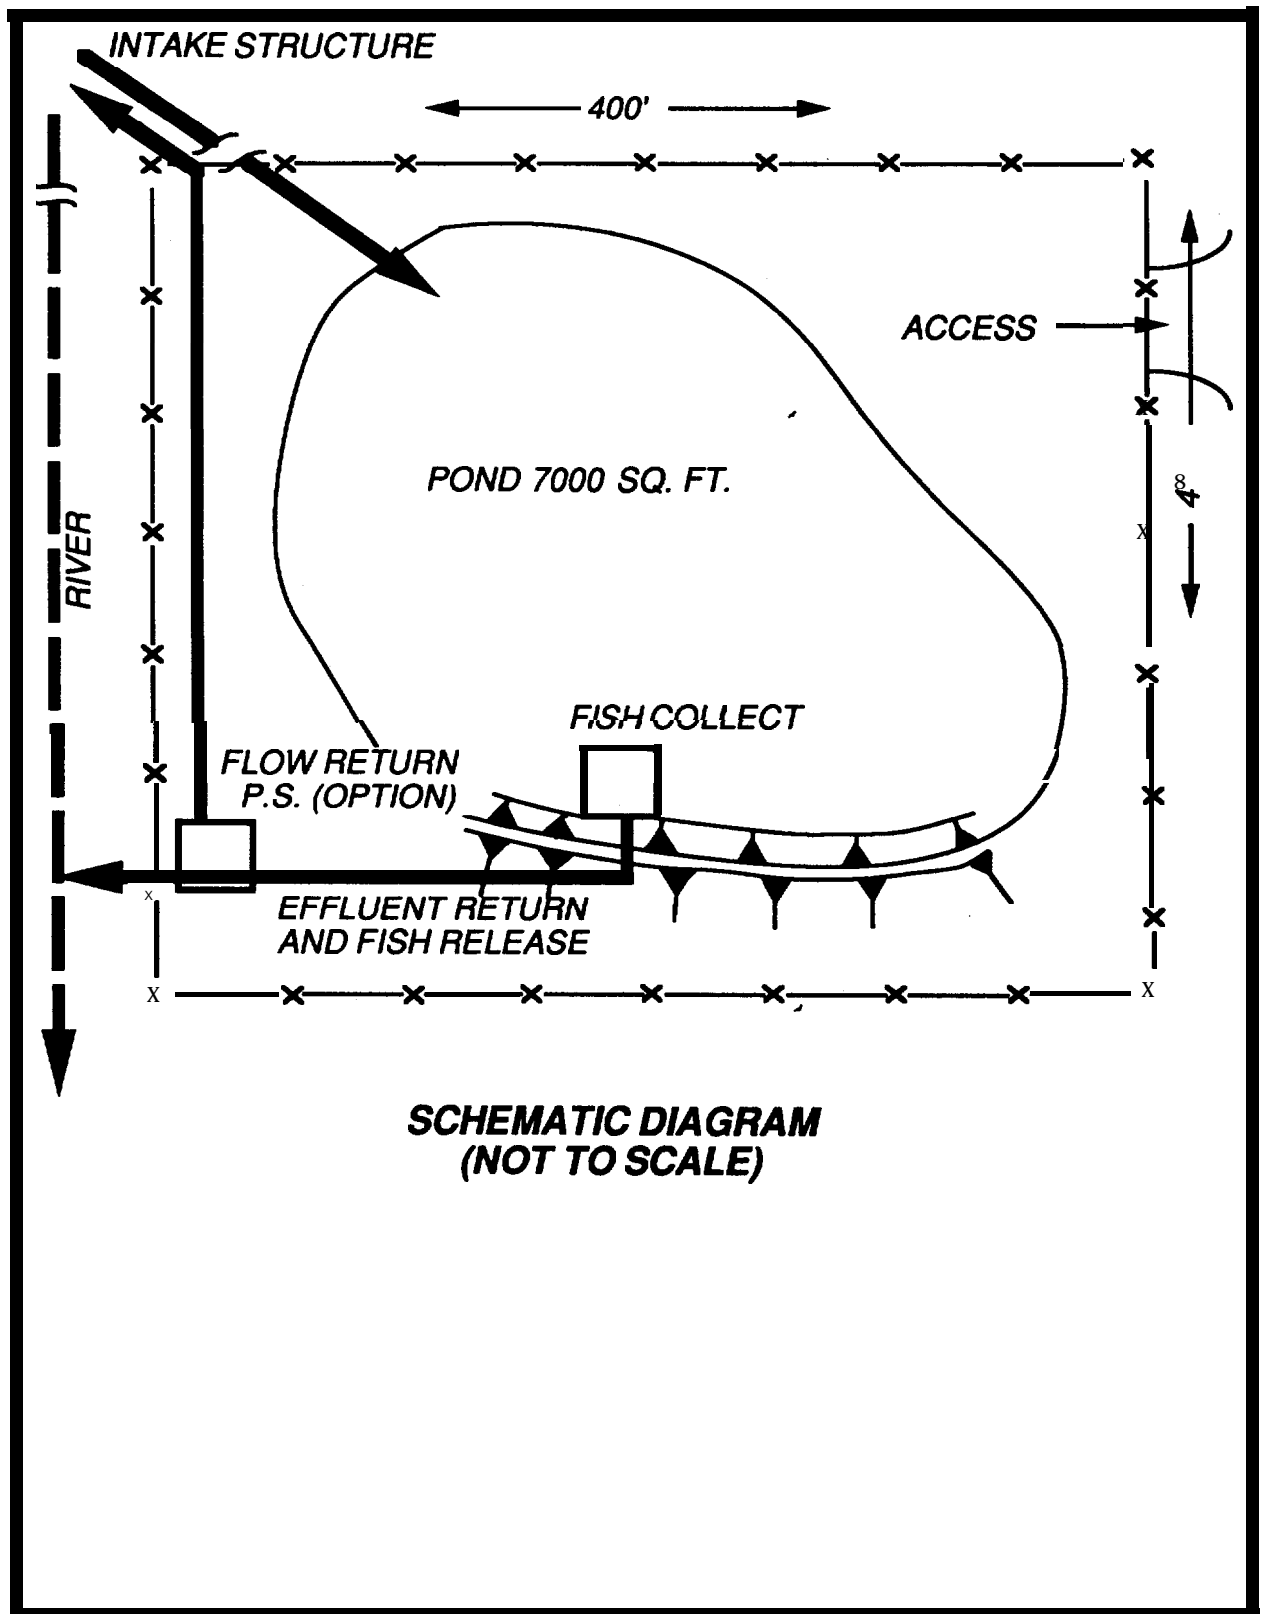 INTAKE STRUCTURE
400'
ACCESS
POND 7000 SQ. FT.
RIVER
FISH COLLECT
FLOW RETURN
P.S. (OPTION)
EFFLUENT RETURN
AND FISH RELEASE
SCHEMATIC DIAGRAM
(NOT TO SCALE)